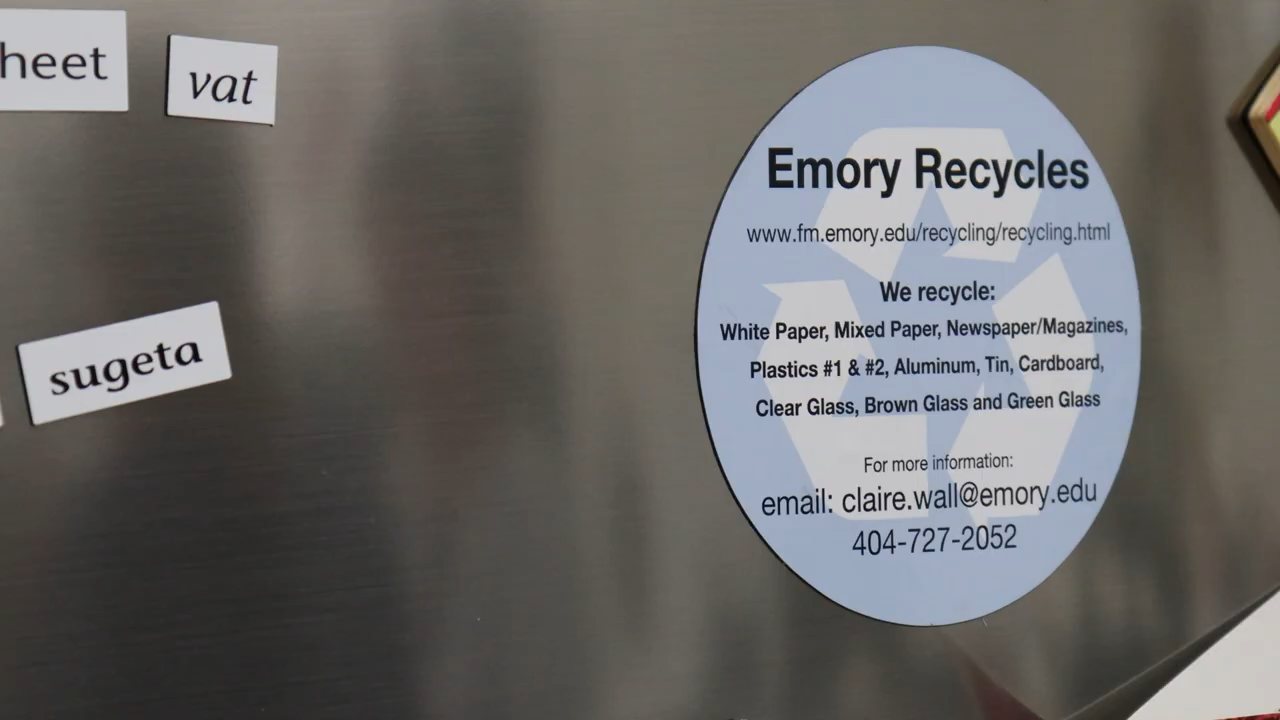 heet
vat
sugeta
Emory Recycles
www.fm.emory.edu/recycling/recycling.html
We recycle:
White Paper, Mixed Paper, Newspaper/Magazines,
Plastics #1 & #2, Aluminum, Tin, Cardboard,
Clear Glass, Brown Glass and Green Glass
For more information:
email: claire.wall@emory.edu
404-727-2052